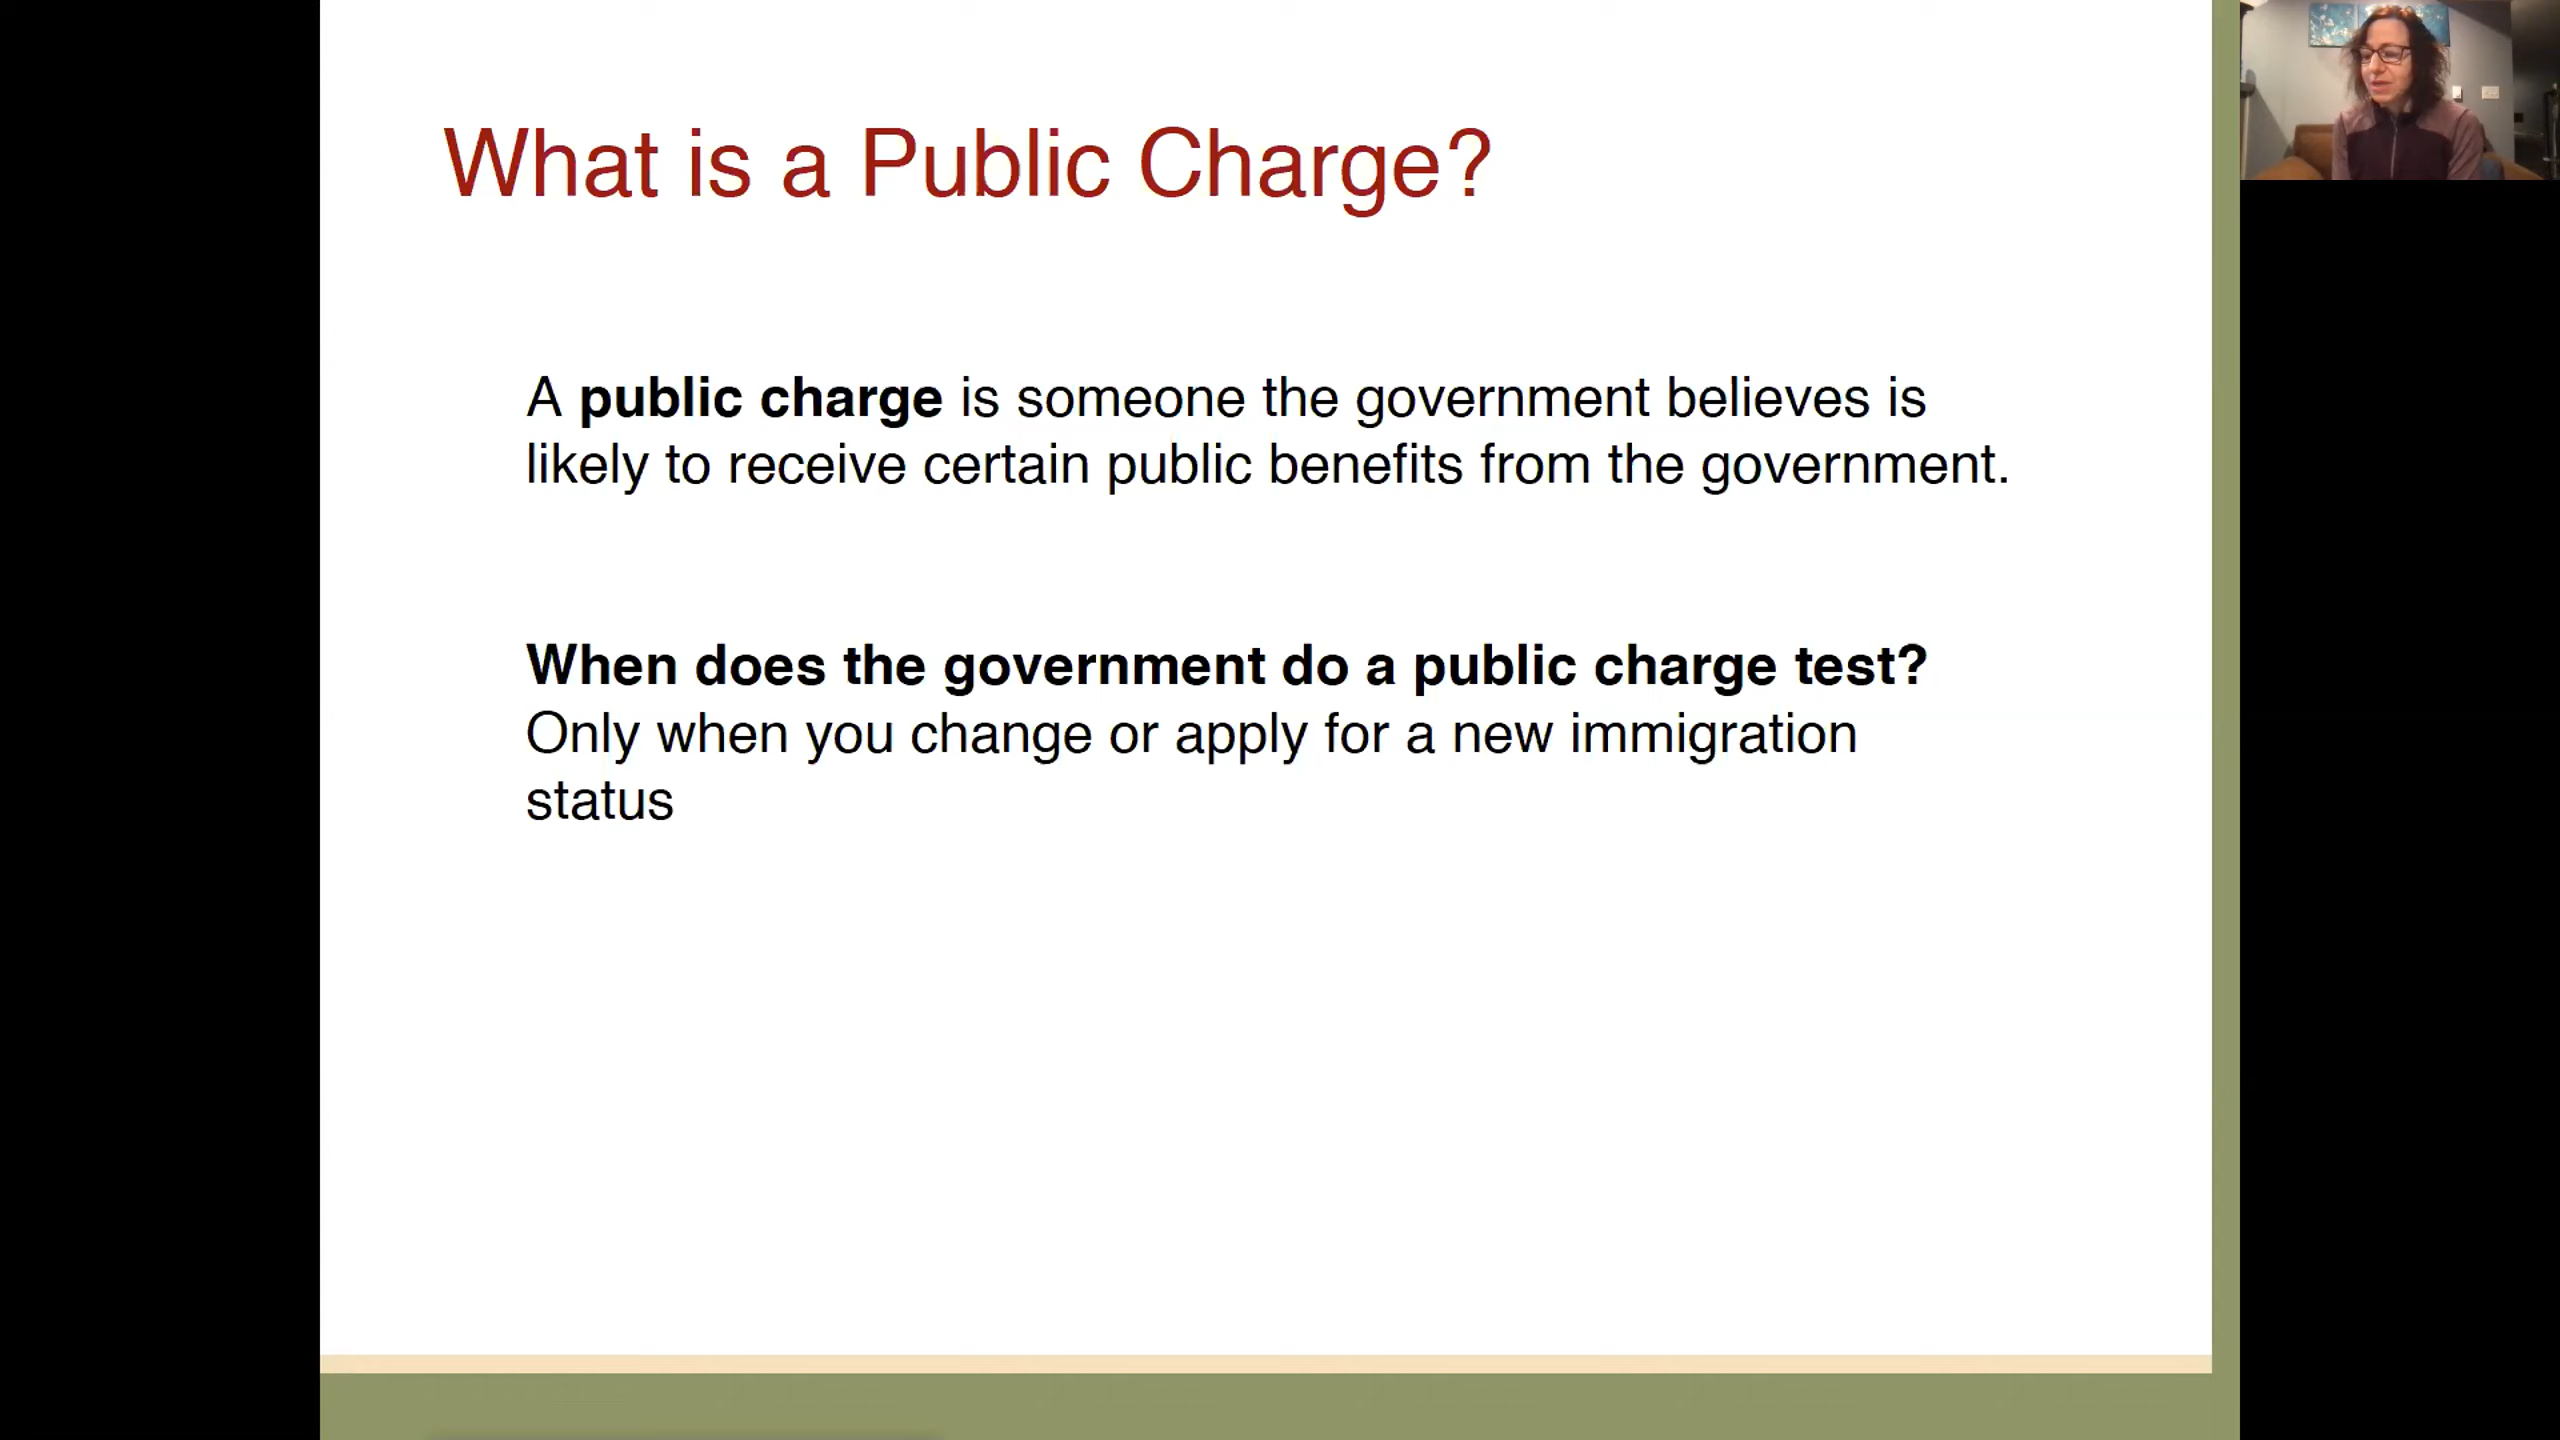 What is a Public Charge?
A public charge is someone the government believes is
likely to receive certain public benefits from the government.
When does the government do a public charge test?
Only when you change or apply for a new immigration
status